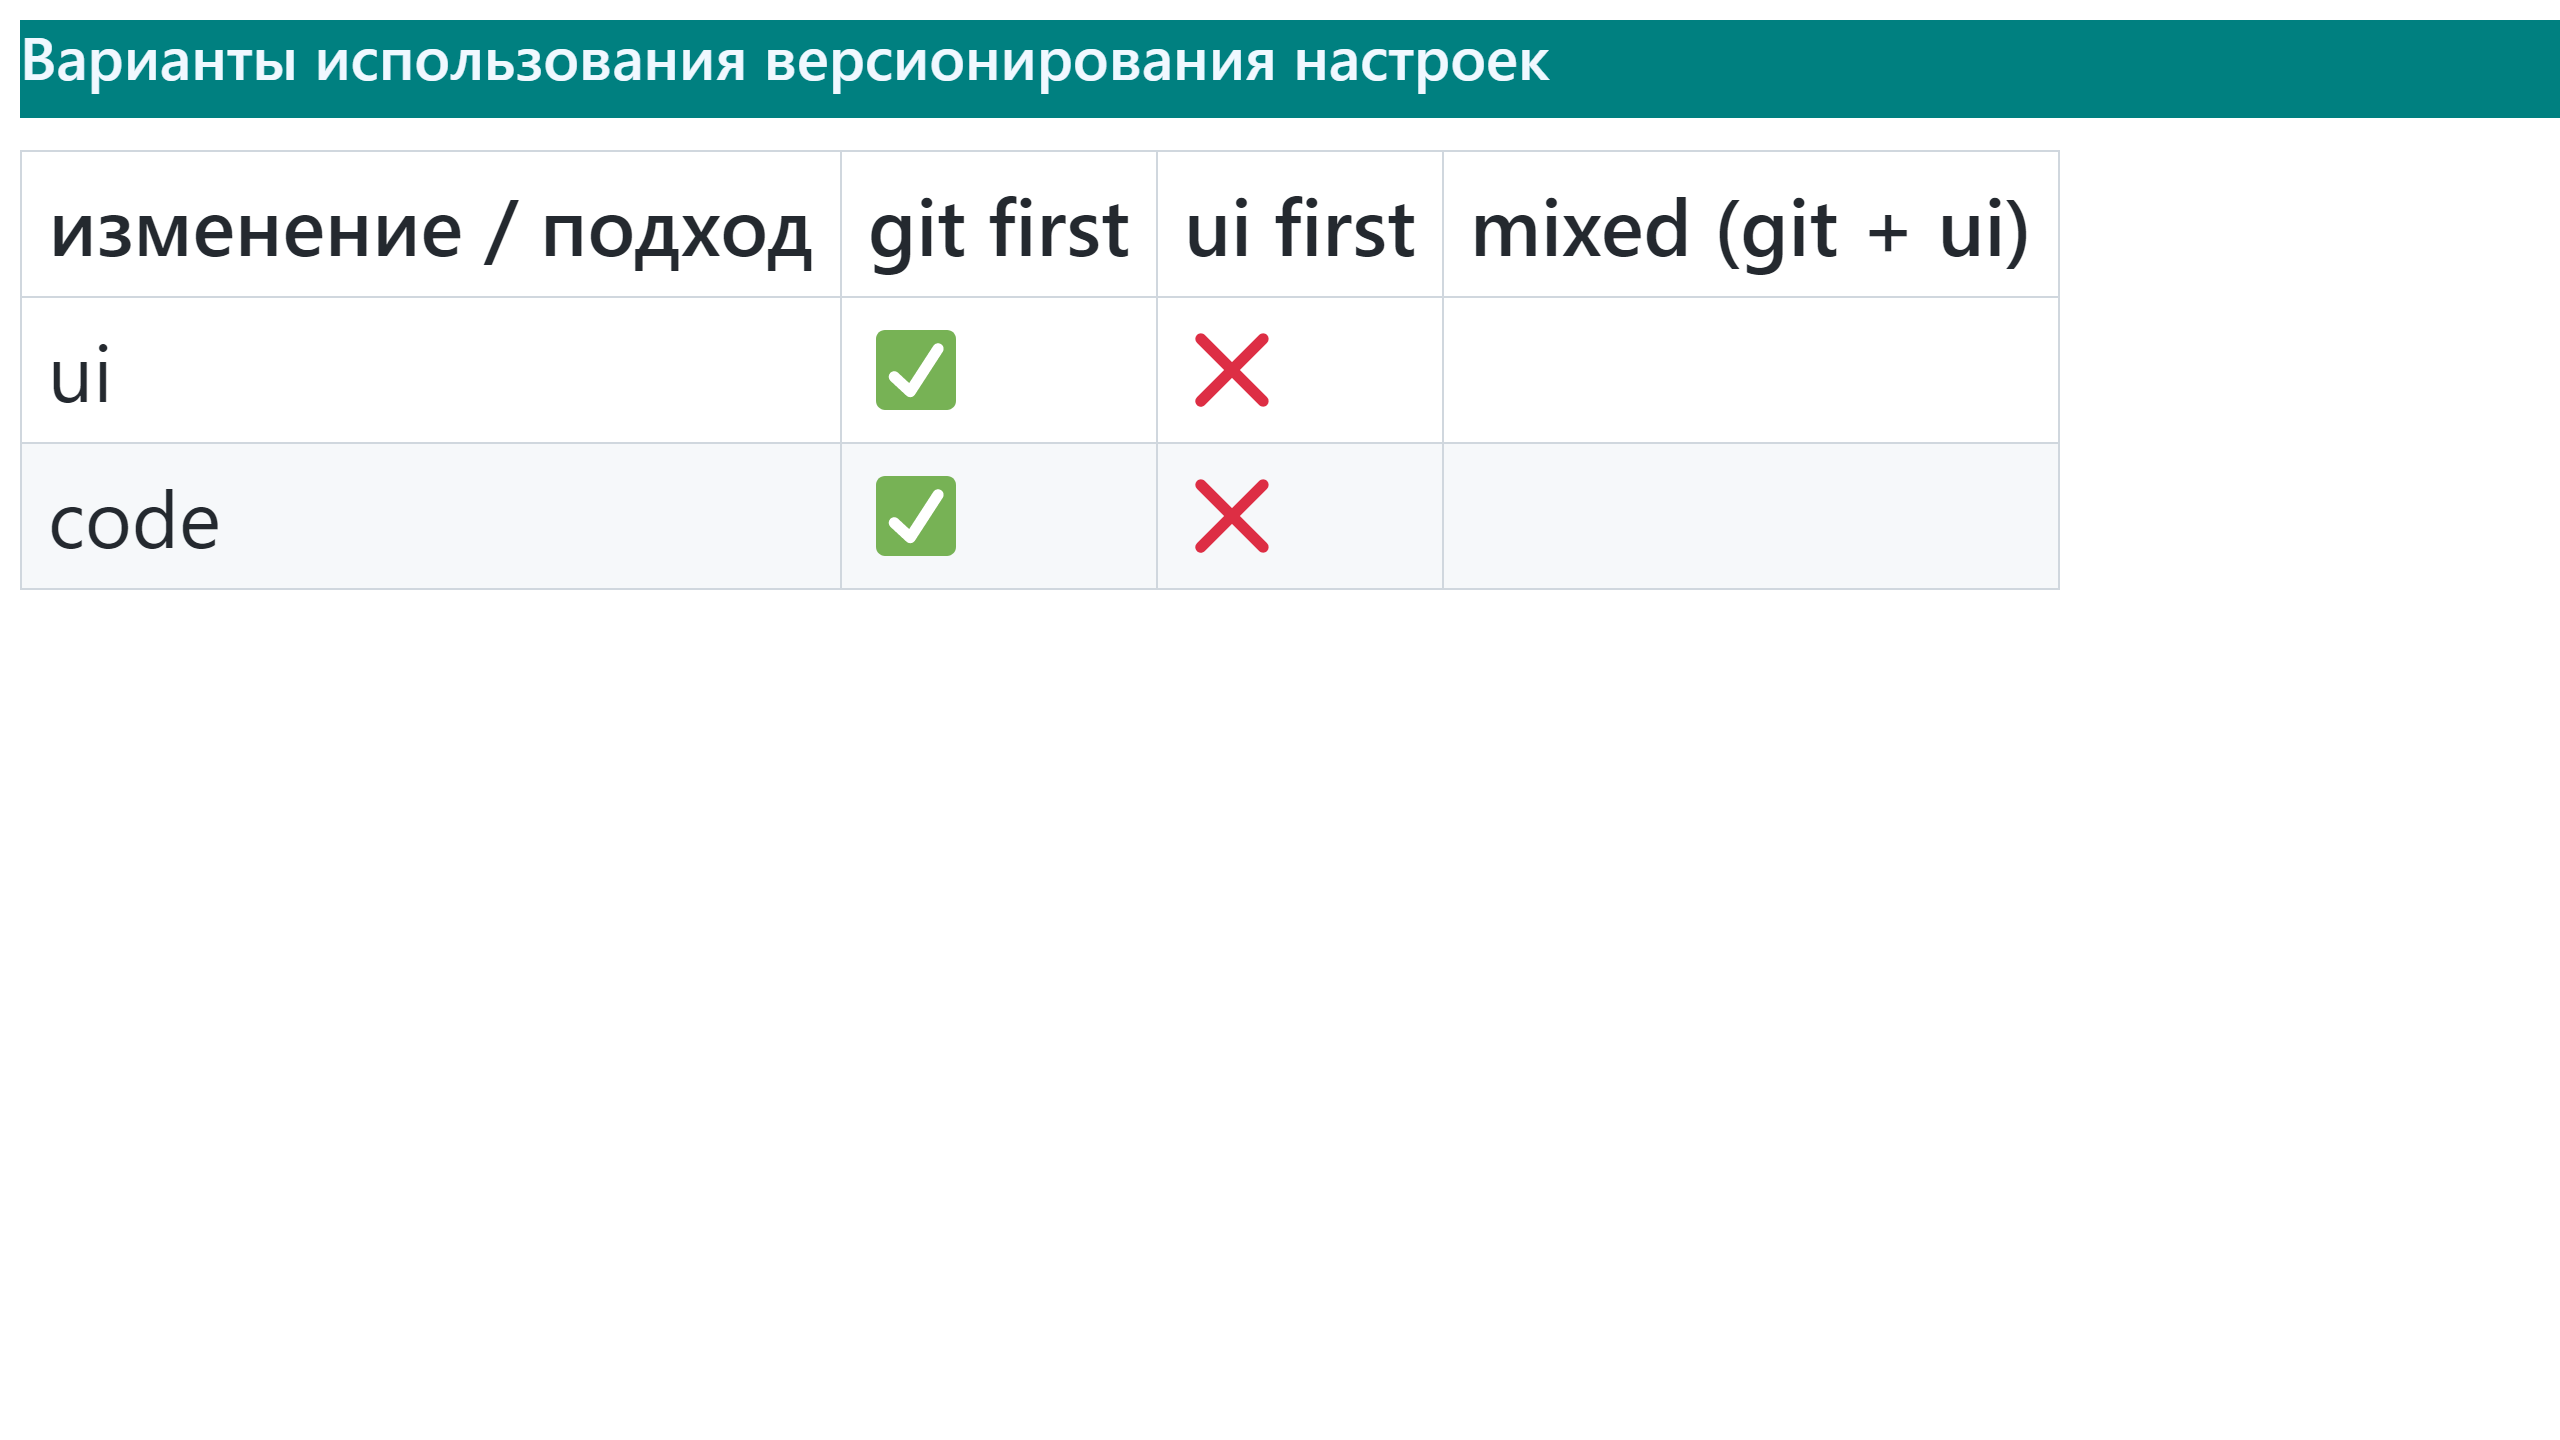 Варианты использования версионирования настроек
изменение / подход git first ui first mixed (git + ui)
ui ✅ ❌
code ✅ ❌